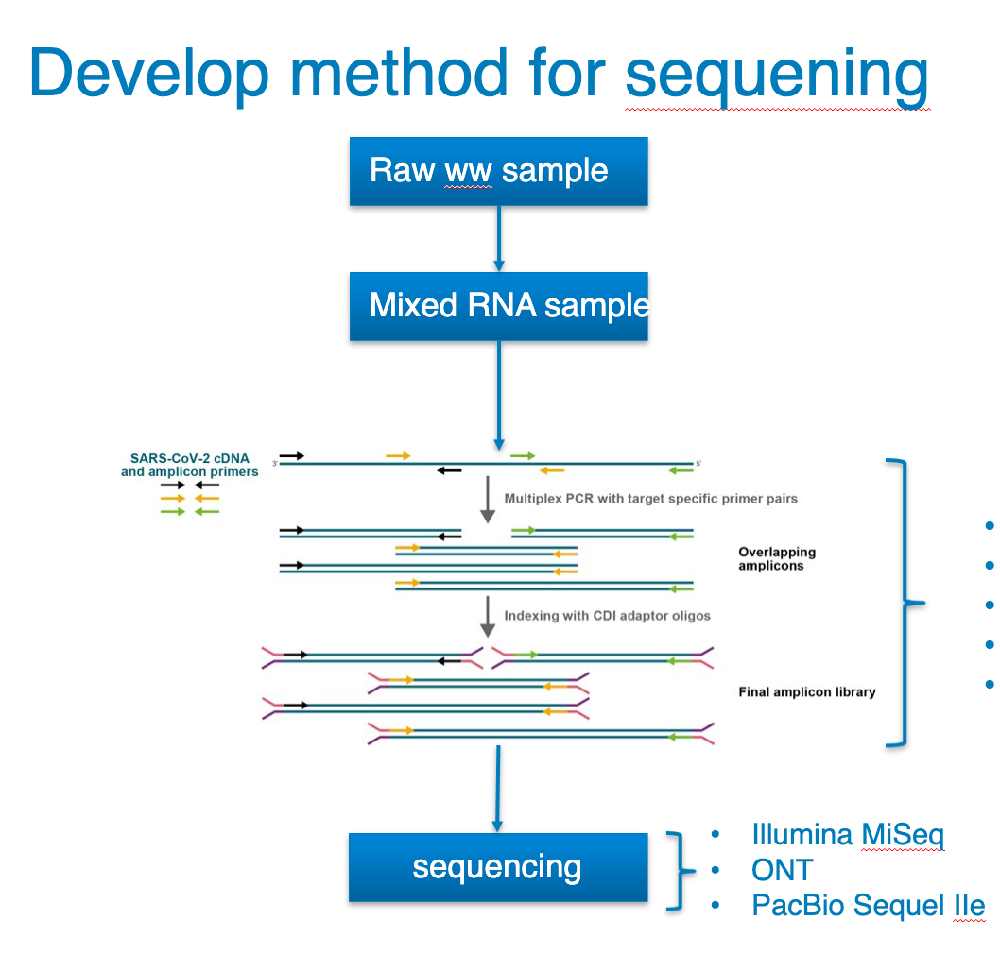 Develop method for sequening
Raw ww sample
Mixed RNA sample
SARS-CoV-2 cDNA
and amplicon primers
3'
5'
Multiplex PCR with target specific primer pairs
Overlapping
amplicons
Indexing with CDI adaptor oligos
Final amplicon library
sequencing
• Illumina MiSeq
• ONT
• PacBio Sequel IIe